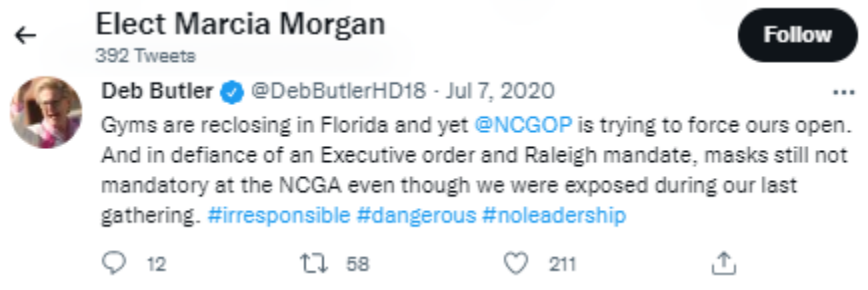 Elect Marcia Morgan
392 Tweets
Follow
Deb Butler @DebButlerHD18 · Jul 7, 2020
Gyms are reclosing in Florida and yet @NCGOP is trying to force ours open.
And in defiance of an Executive order and Raleigh mandate, masks still not
mandatory at the NCGA even though we were exposed during our last
gathering. #irresponsible #dangerous #noleadership
12 58 211